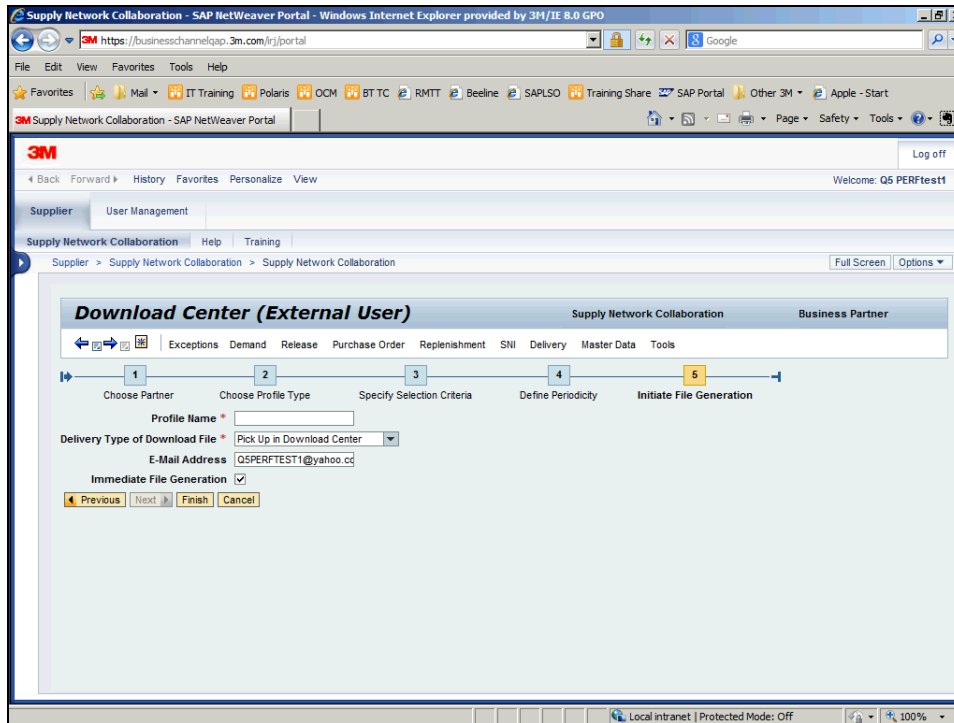 Supply Network Collaboration - SAP NetWeaver Portal - Windows Internet Explorer provided by 3M/IE 8.0 GPO
3M https://businesschannelqap.3m.com/irj/portal
Google
File Edit View Favorites Tools Help
Favorites Mail IT Training Polaris OCM BT TC RMTT Beeline SAPLSO Training Share SAP Portal Other 3M Apple - Start
3M Supply Network Collaboration - SAP NetWeaver Portal
Page Safety Tools
3M
Log off
Back Forward History Favorites Personalize View
Welcome: Q5 PERFtest1
Supplier User Management
Supply Network Collaboration Help Training
Supplier > Supply Network Collaboration > Supply Network Collaboration
Full Screen Options
Download Center (External User)
Supply Network Collaboration
Business Partner
Exceptions Demand Release Purchase Order Replenishment SNI Delivery Master Data Tools
1 2 3 4 5
Choose Partner Choose Profile Type Specify Selection Criteria Define Periodicity Initiate File Generation
Profile Name *
Delivery Type of Download File * Pick Up in Download Center
E-Mail Address Q5PERFTEST1@yahoo.cc
Immediate File Generation
Previous Next Finish Cancel
Local intranet | Protected Mode: Off
100%